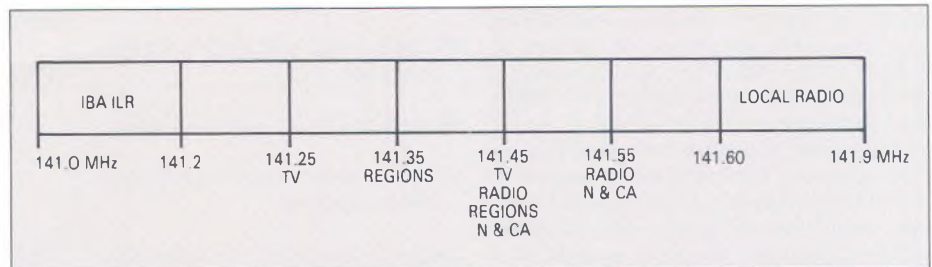 IBA ILR
LOCAL RADIO
141.0 MHz
141.2
141.25
TV
141.35
REGIONS
141.45
TV
RADIO
REGIONS
N & CA
141.55
RADIO
N & CA
141.60
141.9 MHz